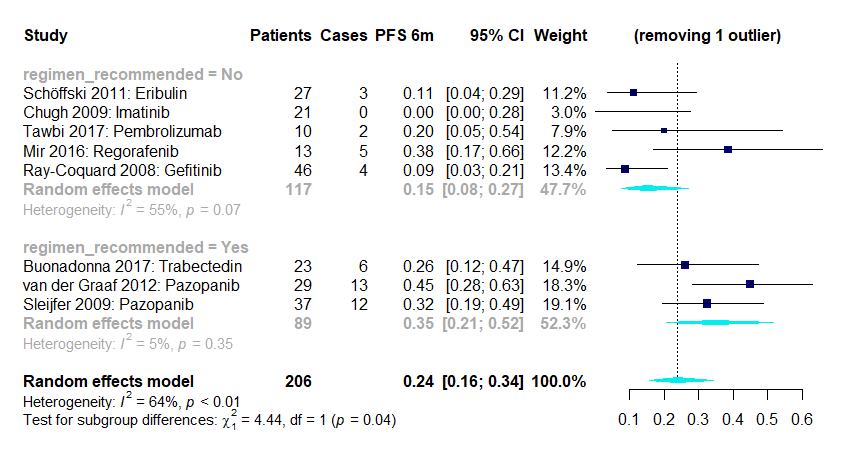 Study Patients Cases PFS 6m 95% CI Weight (removing 1 outlier)
regimen_recommended = No
Schöffski 2011: Eribulin 27 3 0.11 [0.04; 0.29] 11.2%
Chugh 2009: Imatinib 21 0 0.00 [0.00; 0.28] 3.0%
Tawbi 2017: Pembrolizumab 10 2 0.20 [0.05; 0.54] 7.9%
Mir 2016: Regorafenib 13 5 0.38 [0.17; 0.66] 12.2%
Ray-Coquard 2008: Gefitinib 46 4 0.09 [0.03; 0.21] 13.4%
Random effects model 117 0.15 [0.08; 0.27] 47.7%
Heterogeneity: I² = 55%, p = 0.07
regimen_recommended = Yes
Buonadonna 2017: Trabectedin 23 6 0.26 [0.12; 0.47] 14.9%
van der Graaf 2012: Pazopanib 29 13 0.45 [0.28; 0.63] 18.3%
Sleijfer 2009: Pazopanib 37 12 0.32 [0.19; 0.49] 19.1%
Random effects model 89 0.35 [0.21; 0.52] 52.3%
Heterogeneity: I² = 5%, p = 0.35
Random effects model 206 0.24 [0.16; 0.34] 100.0%
Heterogeneity: I² = 64%, p < 0.01
Test for subgroup differences: χ²₁ = 4.44, df = 1 (p = 0.04)
0.1 0.2 0.3 0.4 0.5 0.6